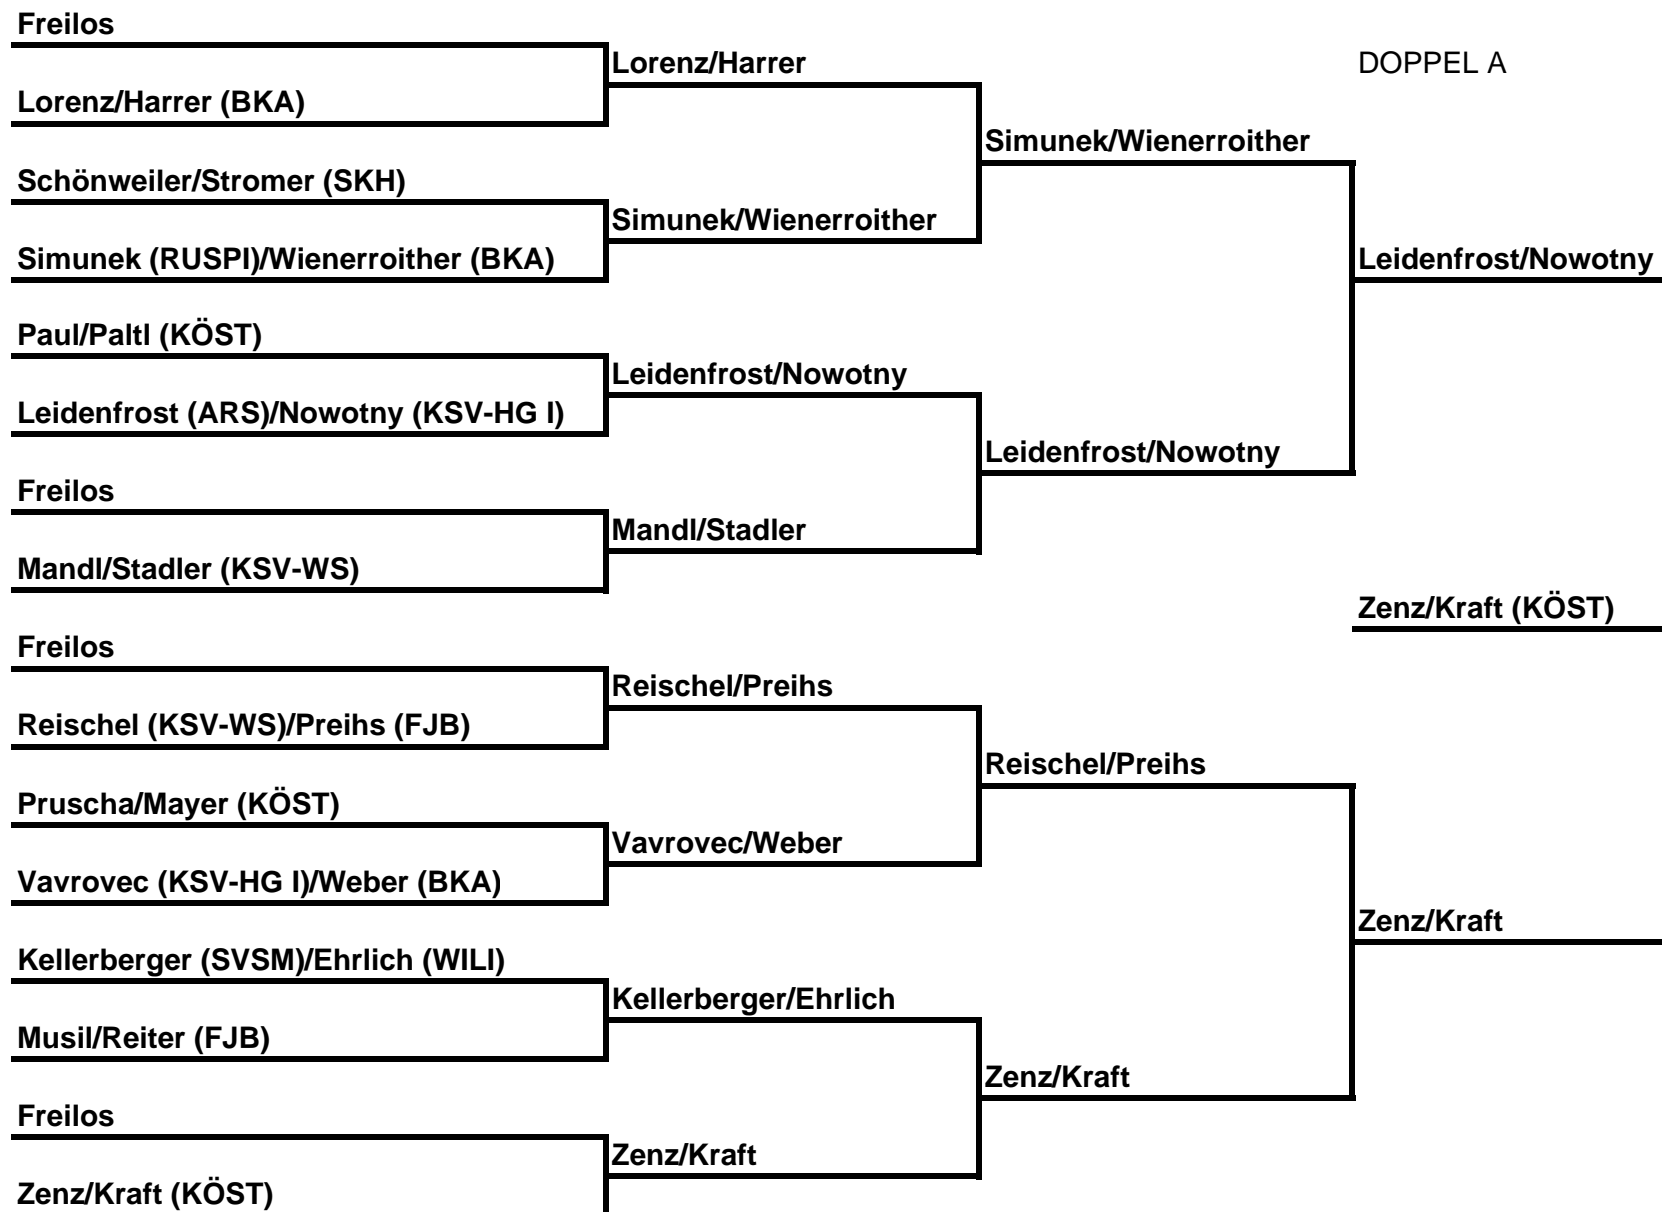 Freilos
Lorenz/Harrer
DOPPEL A
Lorenz/Harrer (BKA)
Simunek/Wienerroither
Schönweiler/Stromer (SKH)
Simunek/Wienerroither
Simunek (RUSPI)/Wienerroither (BKA)
Leidenfrost/Nowotny
Paul/Paltl (KÖST)
Leidenfrost/Nowotny
Leidenfrost (ARS)/Nowotny (KSV-HG I)
Leidenfrost/Nowotny
Freilos
Mandl/Stadler
Mandl/Stadler (KSV-WS)
Zenz/Kraft (KÖST)
Freilos
Reischel/Preihs
Reischel (KSV-WS)/Preihs (FJB)
Reischel/Preihs
Pruscha/Mayer (KÖST)
Vavrovec/Weber
Vavrovec (KSV-HG I)/Weber (BKA)
Zenz/Kraft
Kellerberger (SVSM)/Ehrlich (WILI)
Kellerberger/Ehrlich
Musil/Reiter (FJB)
Zenz/Kraft
Freilos
Zenz/Kraft
Zenz/Kraft (KÖST)